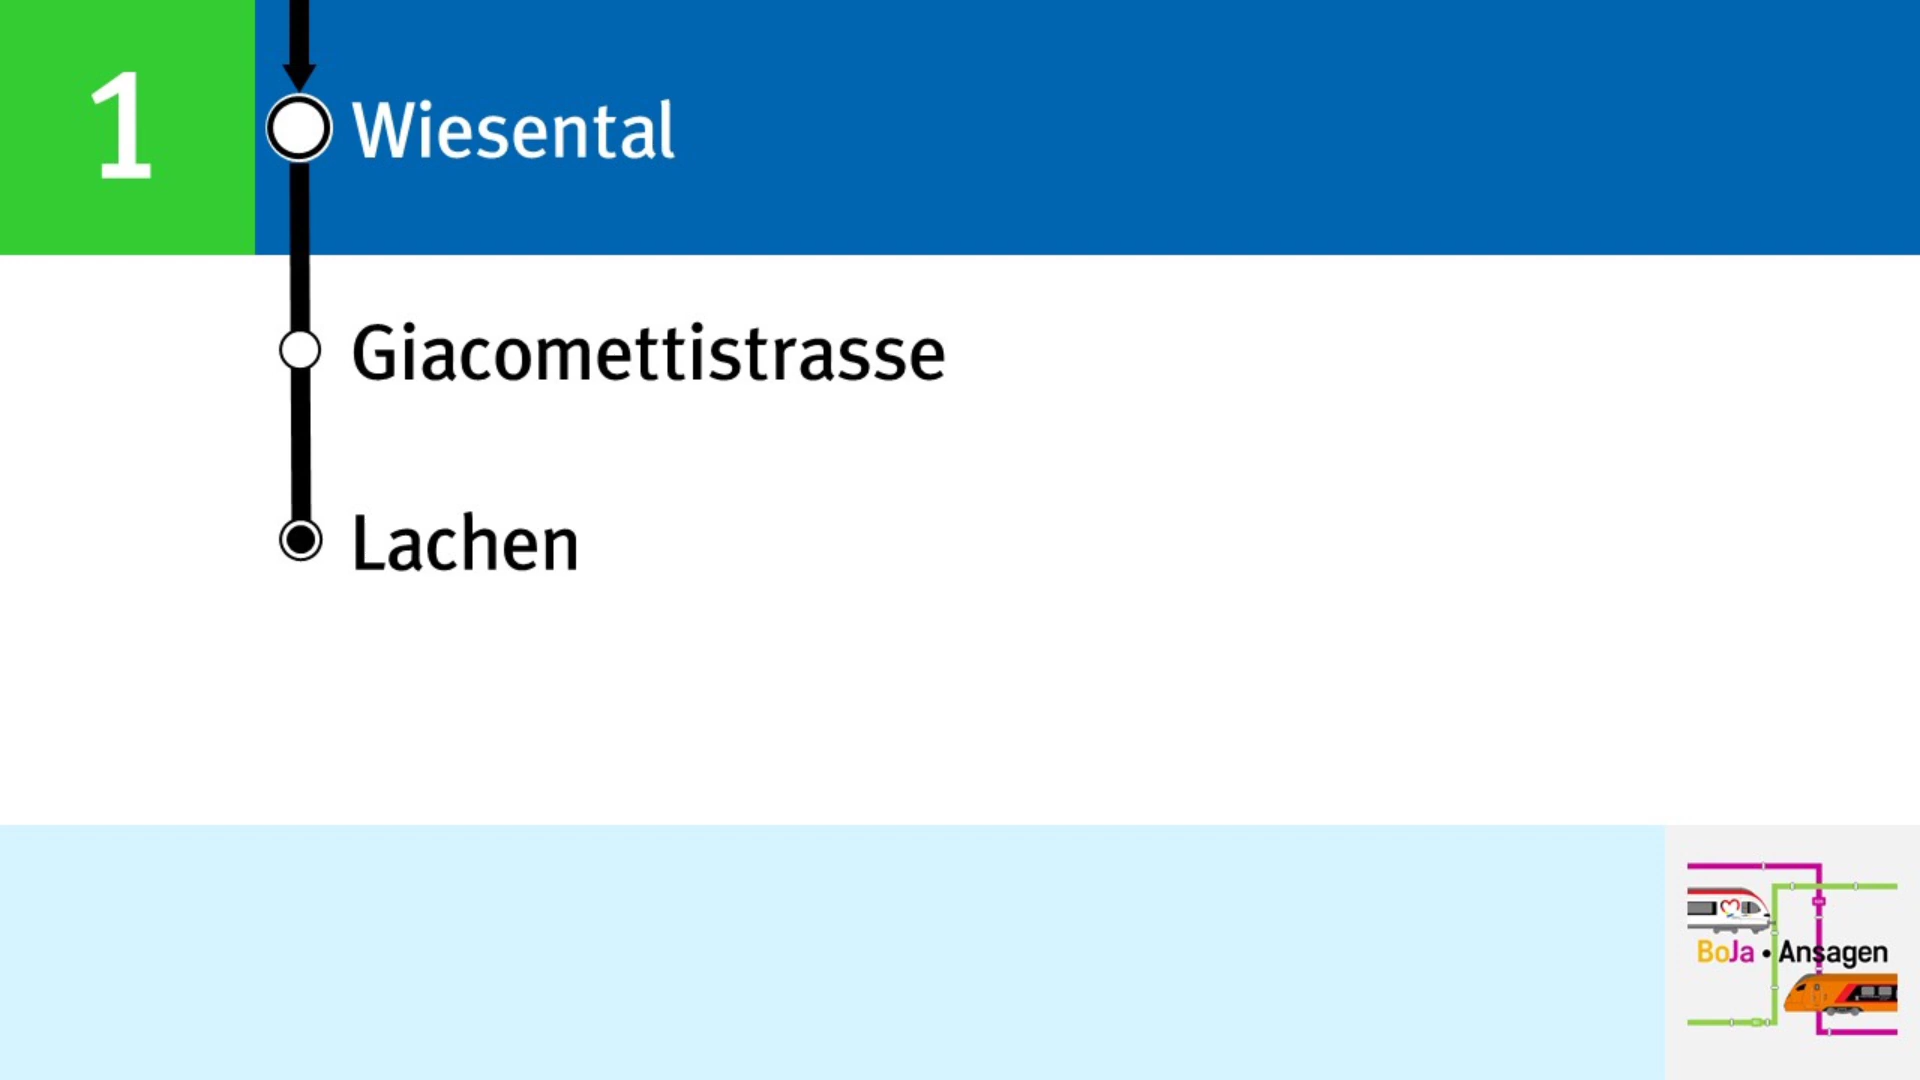 1
Wiesental
Giacomettistrasse
Lachen
BoJa • Ansagen